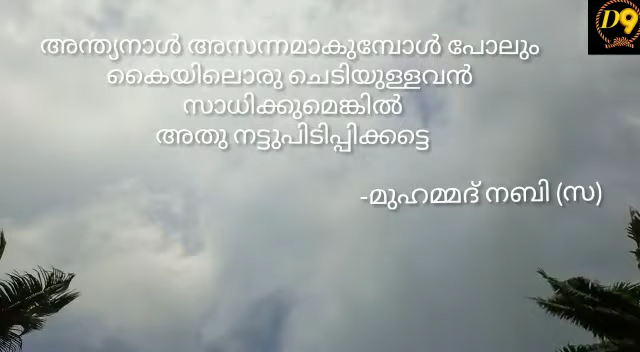 D9
അന്ത്യനാൾ അസന്നമാകുമ്പോൾ പോലും
കൈയിലൊരു ചെടിയുള്ളവൻ
സാധിക്കുമെങ്കിൽ
അതു നട്ടുപിടിപ്പിക്കട്ടെ
-മുഹമ്മദ് നബി (സ)